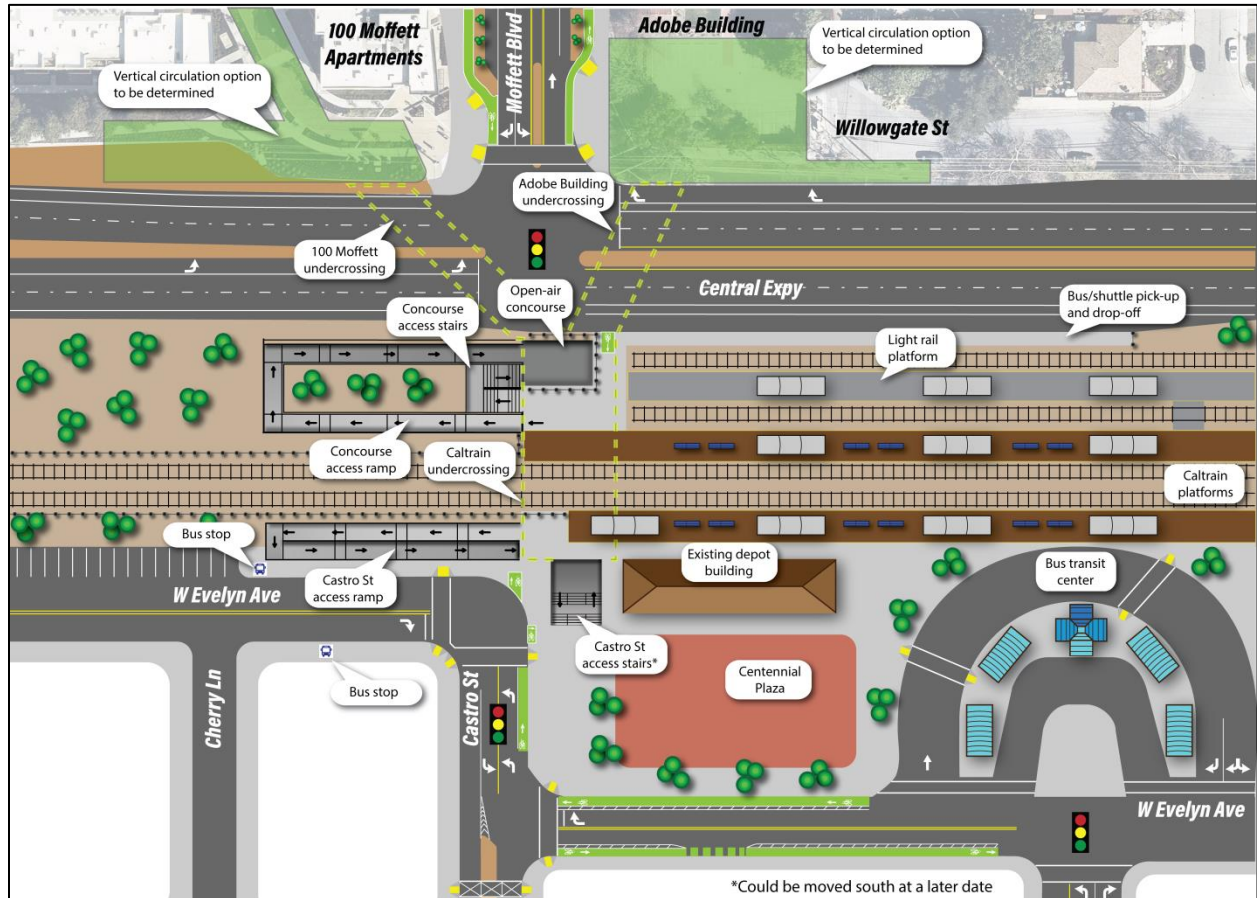 100 Moffett
Apartments
Moffett Blvd
Adobe Building
Vertical circulation option
to be determined
Vertical circulation option
to be determined
Willowgate St
Adobe Building
undercrossing
100 Moffett
undercrossing
Central Expy
Open-air
concourse
Concourse
access stairs
Bus/shuttle pick-up
and drop-off
Light rail
platform
Concourse
access ramp
Caltrain
undercrossing
Caltrain
platforms
Bus stop
Castro St
access ramp
Existing depot
building
Bus transit
center
W Evelyn Ave
Castro St
access stairs*
Bus stop
Centennial
Plaza
Cherry Ln
Castro St
W Evelyn Ave
*Could be moved south at a later date